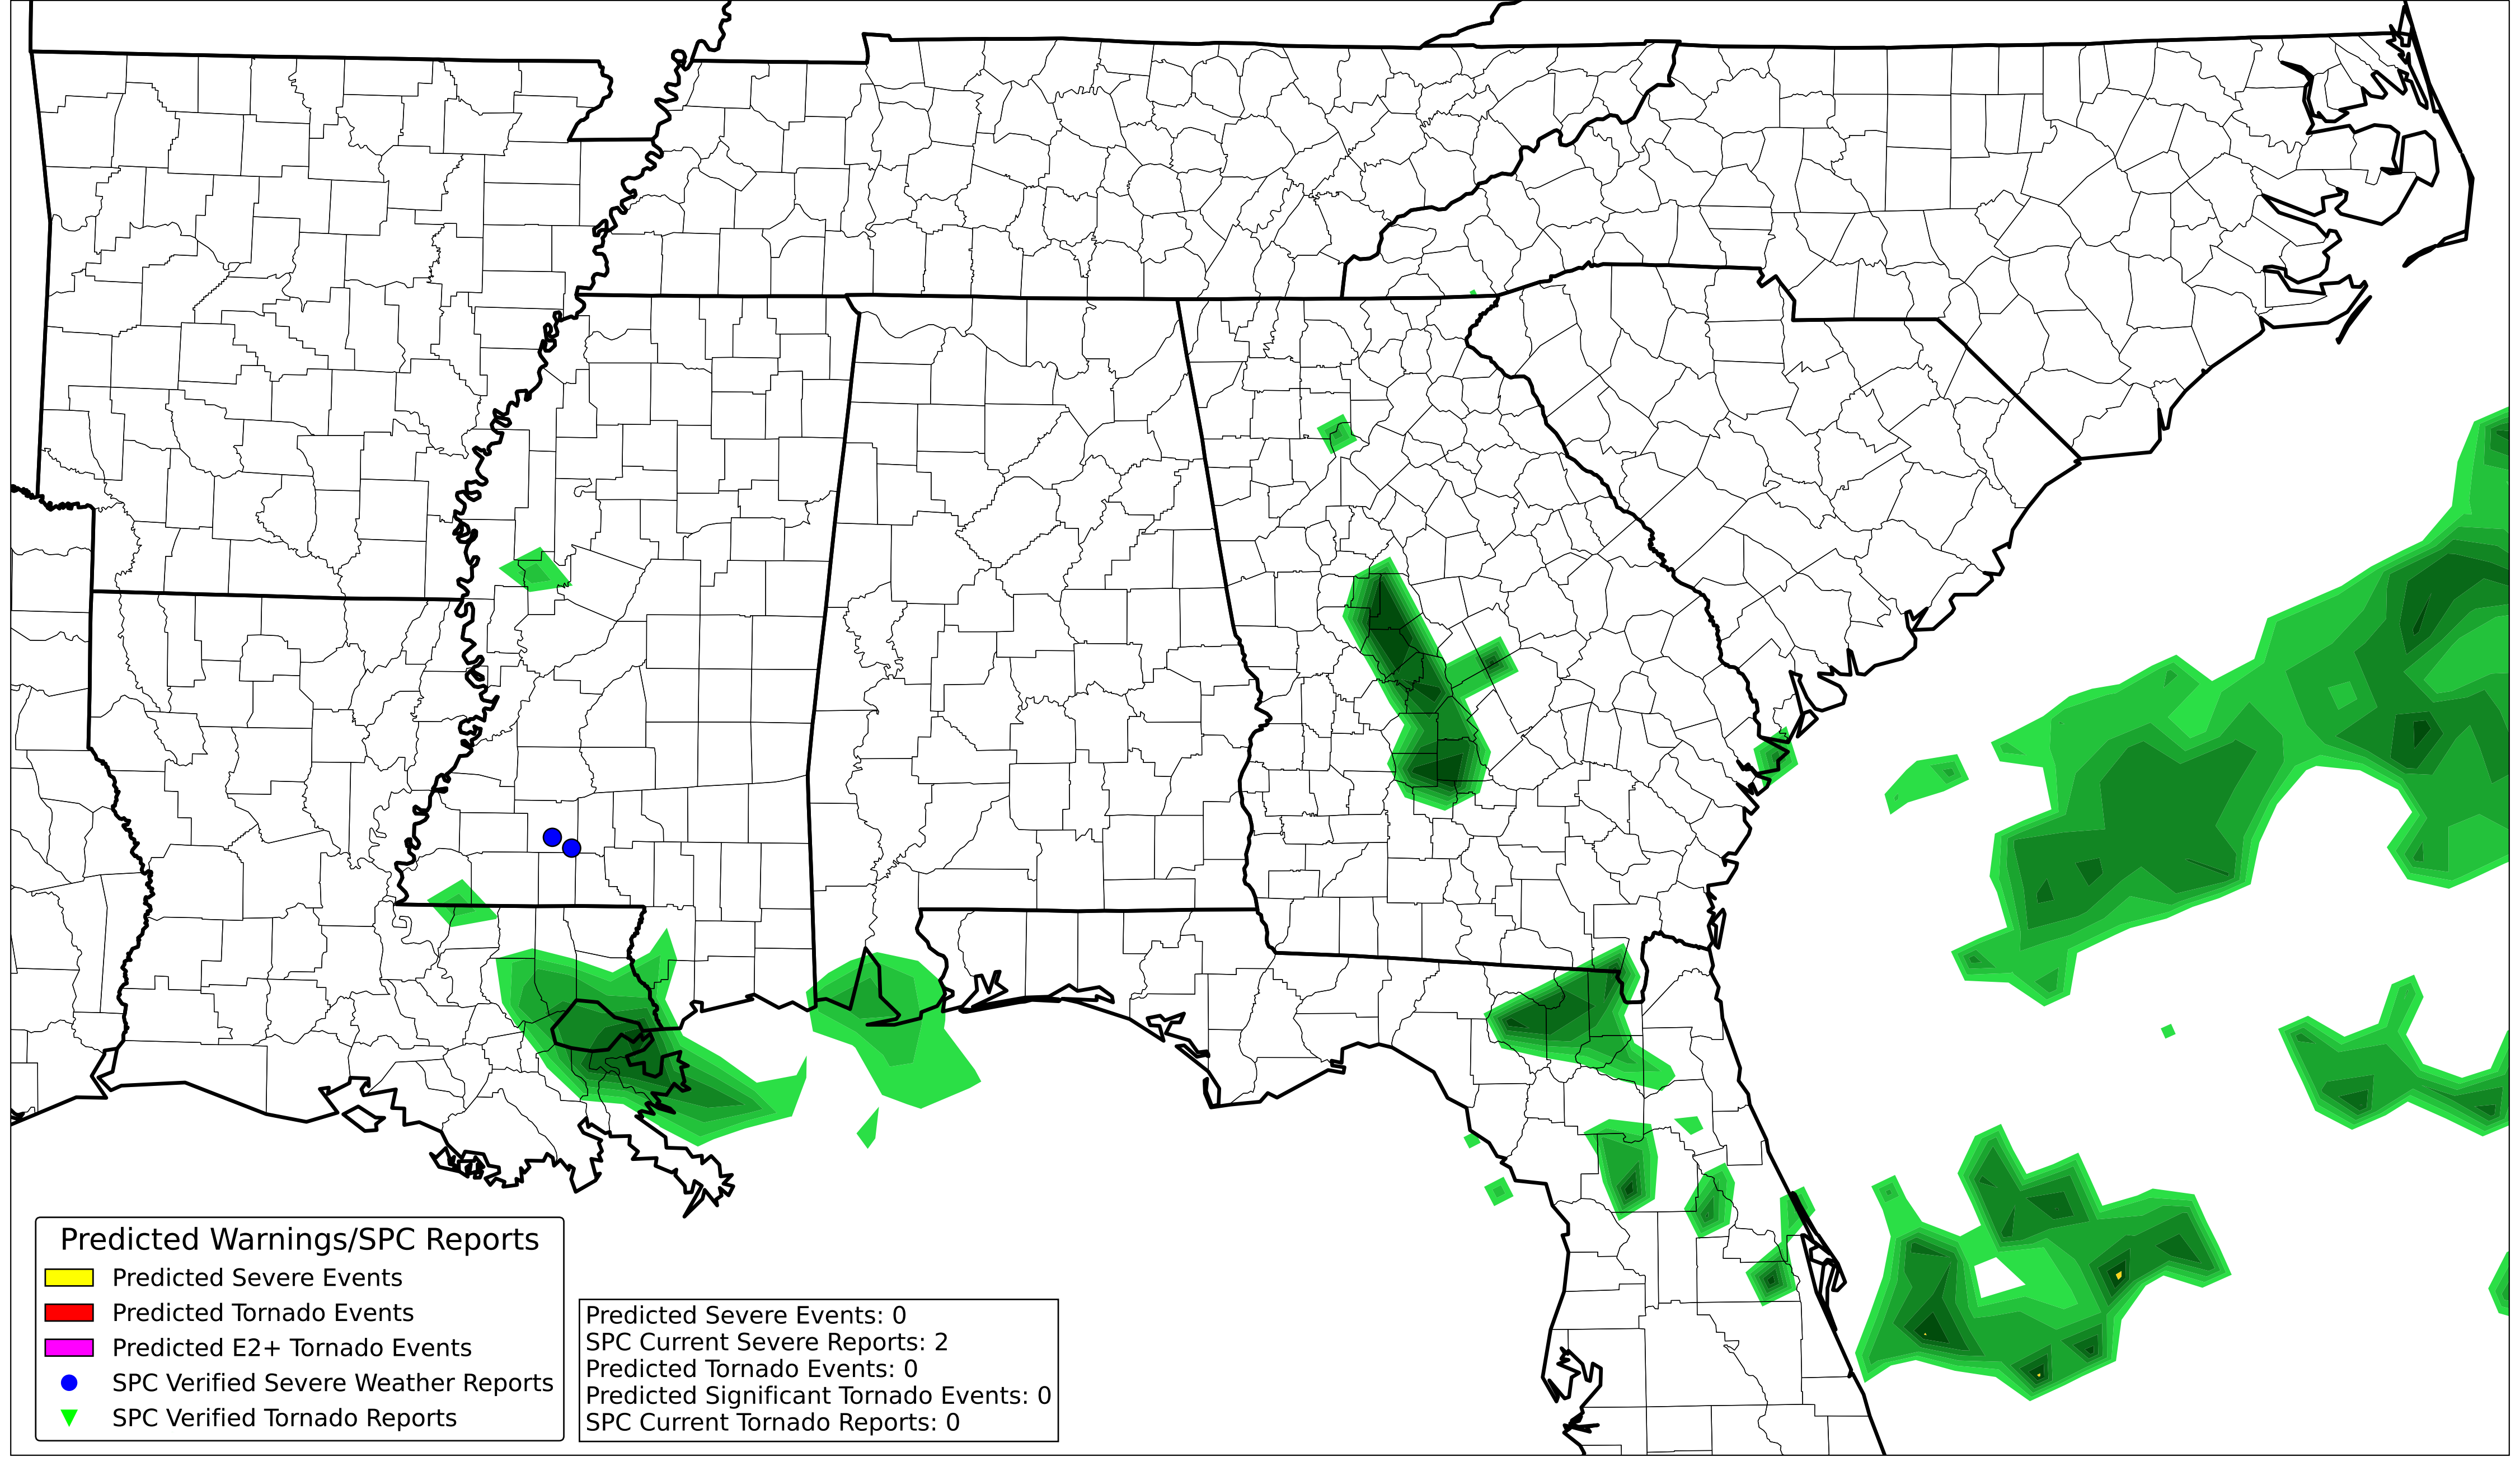 Predicted Warnings/SPC Reports
Predicted Severe Events
Predicted Tornado Events
Predicted E2+ Tornado Events
SPC Verified Severe Weather Reports
SPC Verified Tornado Reports
Predicted Severe Events: 0
SPC Current Severe Reports: 2
Predicted Tornado Events: 0
Predicted Significant Tornado Events: 0
SPC Current Tornado Reports: 0